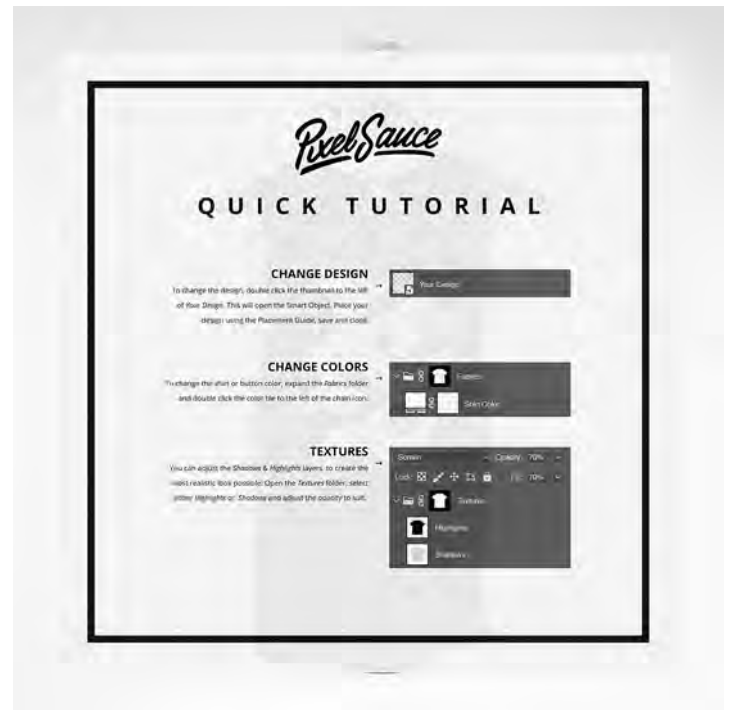 Pixel Sauce
QUICK TUTORIAL
CHANGE DESIGN
To change the design, double click the thumbnail to the left
of Your Design. This will open the Smart Object. Place your
design using the Placement Guide, save and close.
→
Your Design
CHANGE COLORS
To change the shirt or button color, expand the Fabrics folder
and double click the color tile to the left of the chain icon.
→
Fabrics
Shirt Color
TEXTURES
You can adjust the Shadows & Highlights layers, to create the
most realistic look possible. Open the Textures folder, select
either Highlights or Shadows and adjust the opacity to suit.
→
Screen Opacity: 70%
Lock: 70%
Textures
Highlights
Shadows